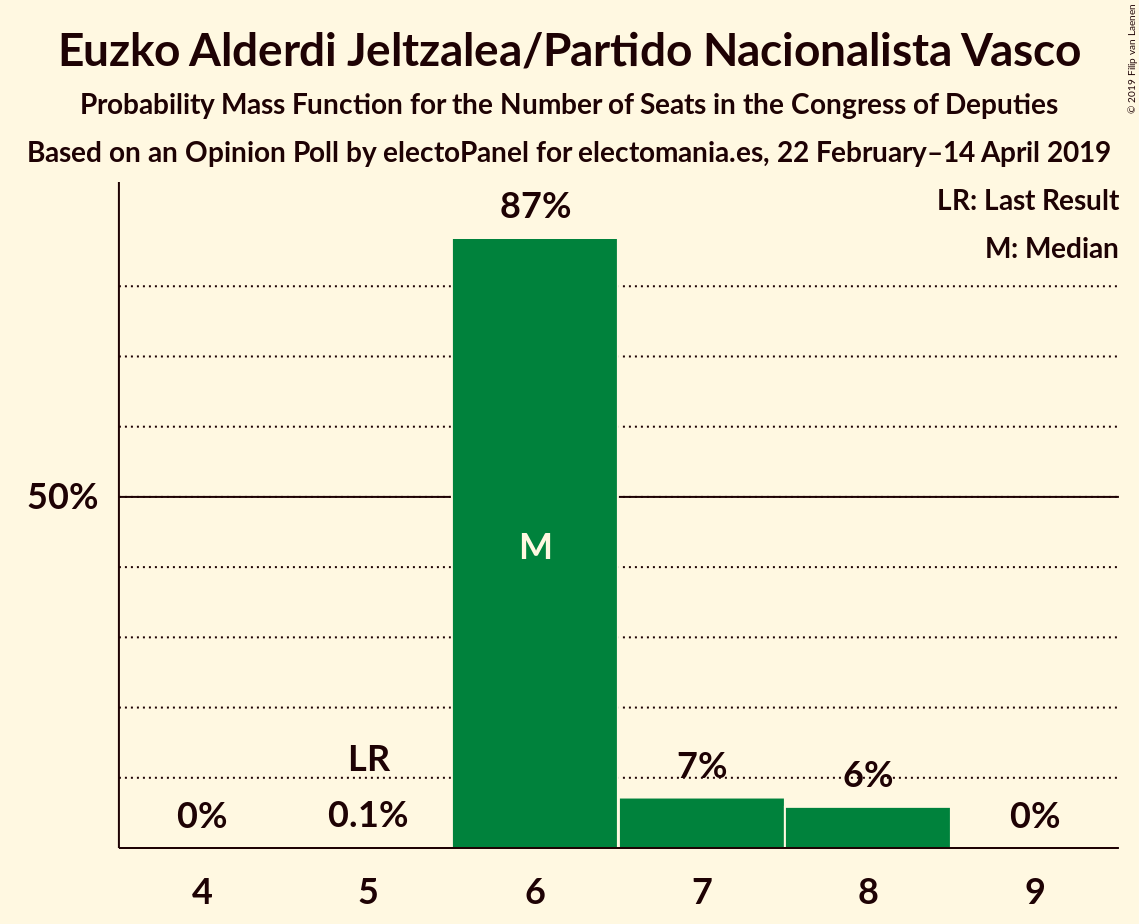 Euzko Alderdi Jeltzalea/Partido Nacionalista Vasco
Probability Mass Function for the Number of Seats in the Congress of Deputies
Based on an Opinion Poll by electoPanel for electomania.es, 22 February–14 April 2019
© 2019 Filip van Laenen
LR: Last Result
M: Median
87%
50%
M
LR
7%
6%
0%
0.1%
0%
4 5 6 7 8 9